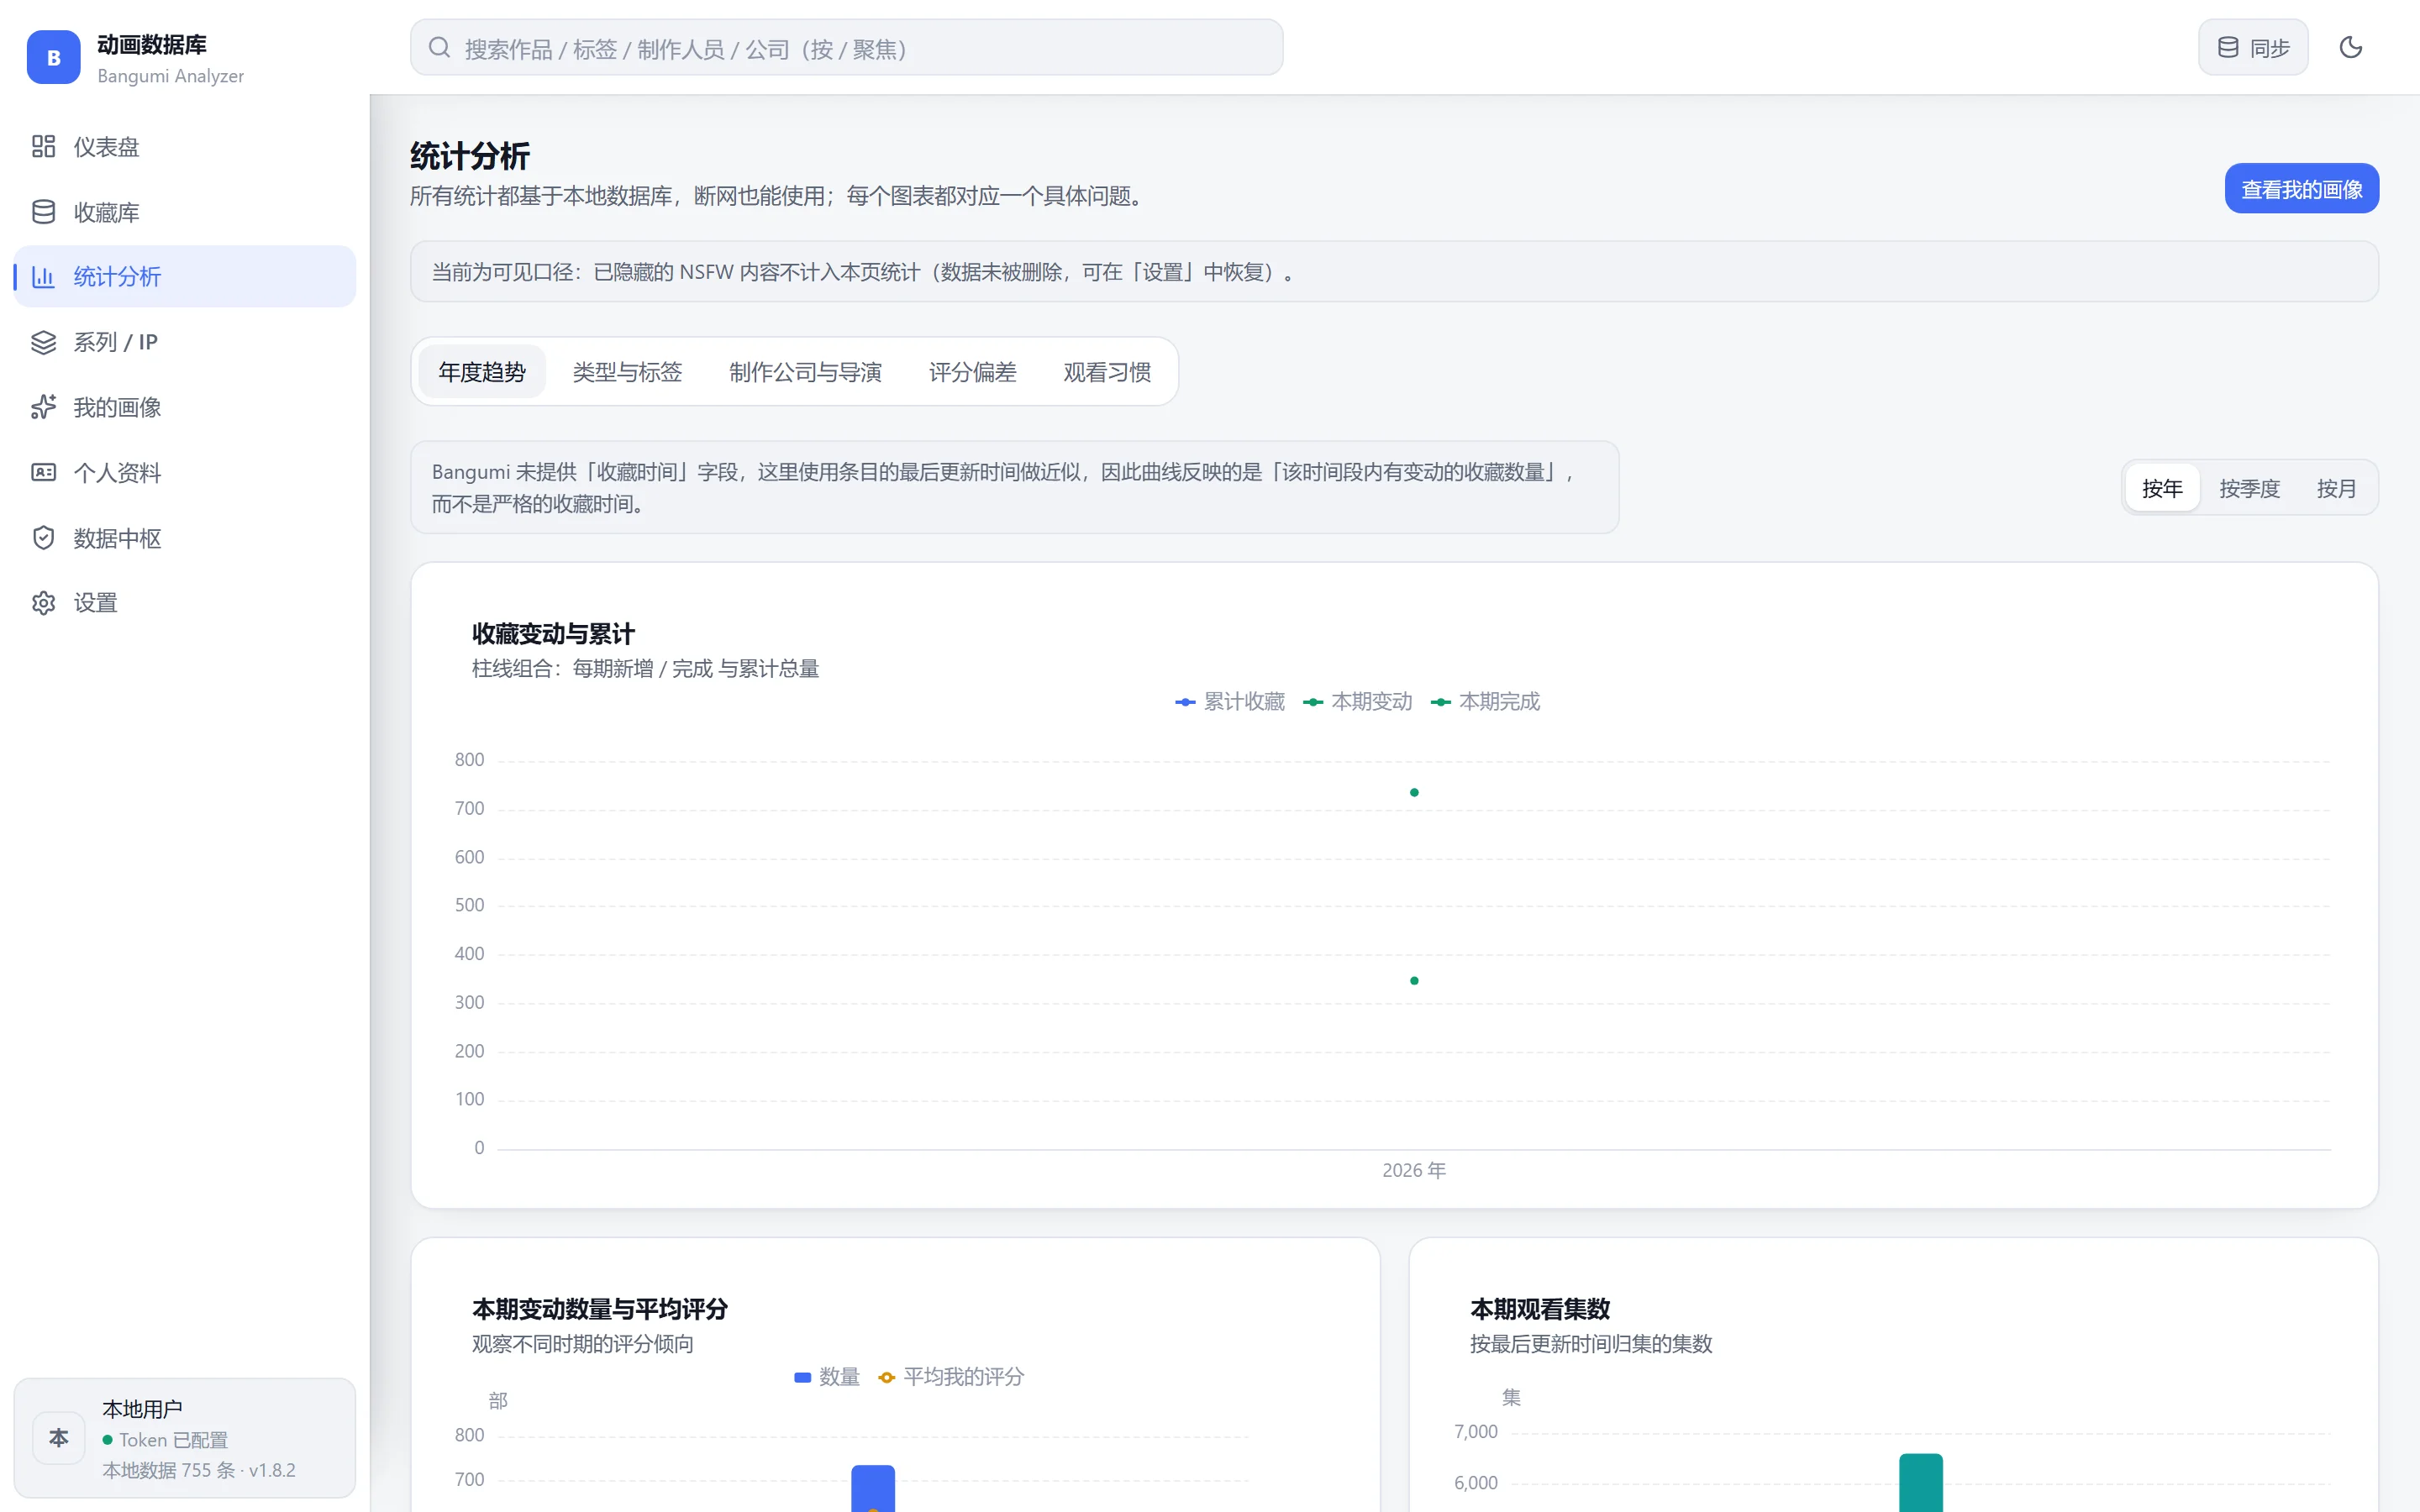 B
动画数据库
Bangumi Analyzer
搜索作品 / 标签 / 制作人员 / 公司（按 / 聚焦）
同步
仪表盘
收藏库
统计分析
系列 / IP
我的画像
个人资料
数据中枢
设置
统计分析
所有统计都基于本地数据库，断网也能使用；每个图表都对应一个具体问题。
查看我的画像
当前为可见口径：已隐藏的 NSFW 内容不计入本页统计（数据未被删除，可在「设置」中恢复）。
年度趋势 类型与标签 制作公司与导演 评分偏差 观看习惯
Bangumi 未提供「收藏时间」字段，这里使用条目的最后更新时间做近似，因此曲线反映的是「该时间段内有变动的收藏数量」，
而不是严格的收藏时间。
按年 按季度 按月
收藏变动与累计
柱线组合：每期新增 / 完成 与累计总量
累计收藏 本期变动 本期完成
800
700
600
500
400
300
200
100
0
2026 年
本期变动数量与平均评分
观察不同时期的评分倾向
数量 平均我的评分
部
800
700
本期观看集数
按最后更新时间归集的集数
集
7,000
6,000
本
本地用户
Token 已配置
本地数据 755 条 · v1.8.2